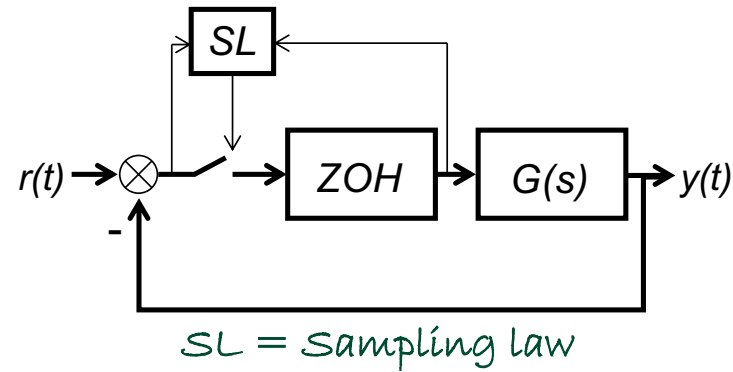 SL
r(t)
ZOH
G(s)
y(t)
-
SL = Sampling law